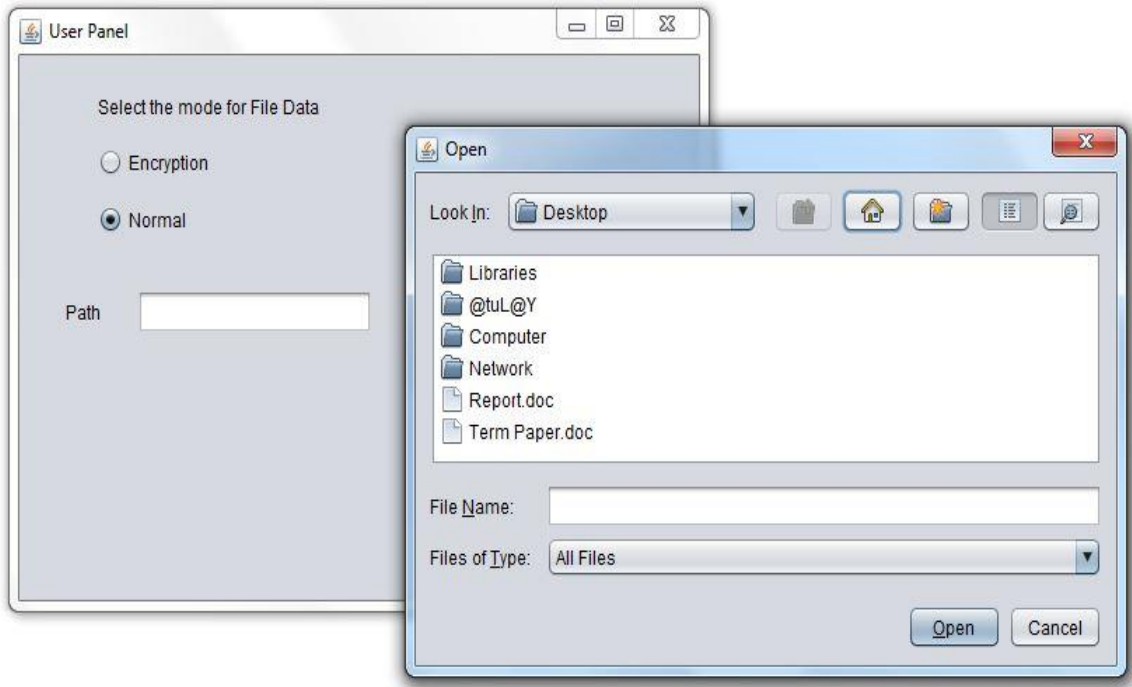 User Panel
Select the mode for File Data
Encryption
Normal
Path
Open
Look In: Desktop
Libraries
@tuL@Y
Computer
Network
Report.doc
Term Paper.doc
File Name:
Files of Type: All Files
Open Cancel